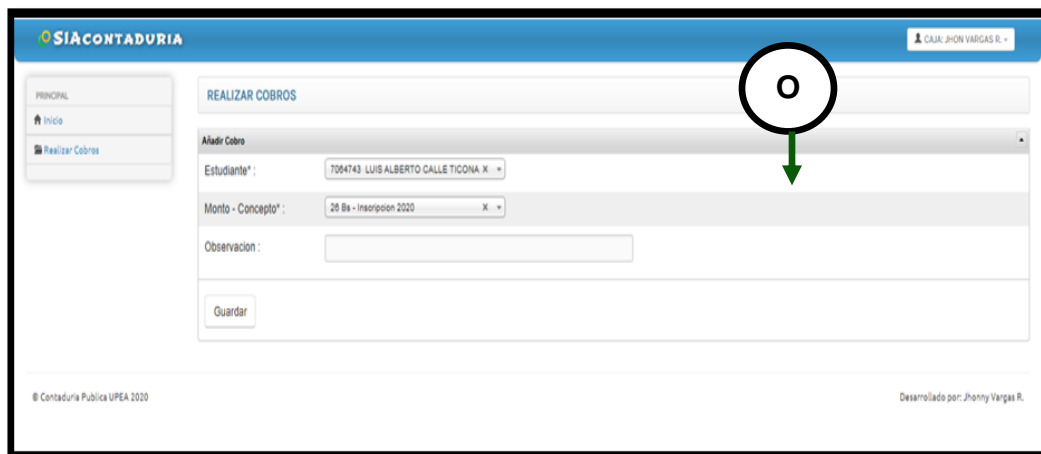 SIACONTADURIA
CAJA: JHON VARGAS R.
O
PRINCIPAL
Inicio
Realizar Cobros
REALIZAR COBROS
Añadir Cobro
Estudiante* :
7064743 LUIS ALBERTO CALLE TICONA X
Monto - Concepto* :
26 Bs - Inscripcion 2020 X
Observacion :
Guardar
© Contaduria Publica UPEA 2020
Desarrollado por: Jhonny Vargas R.